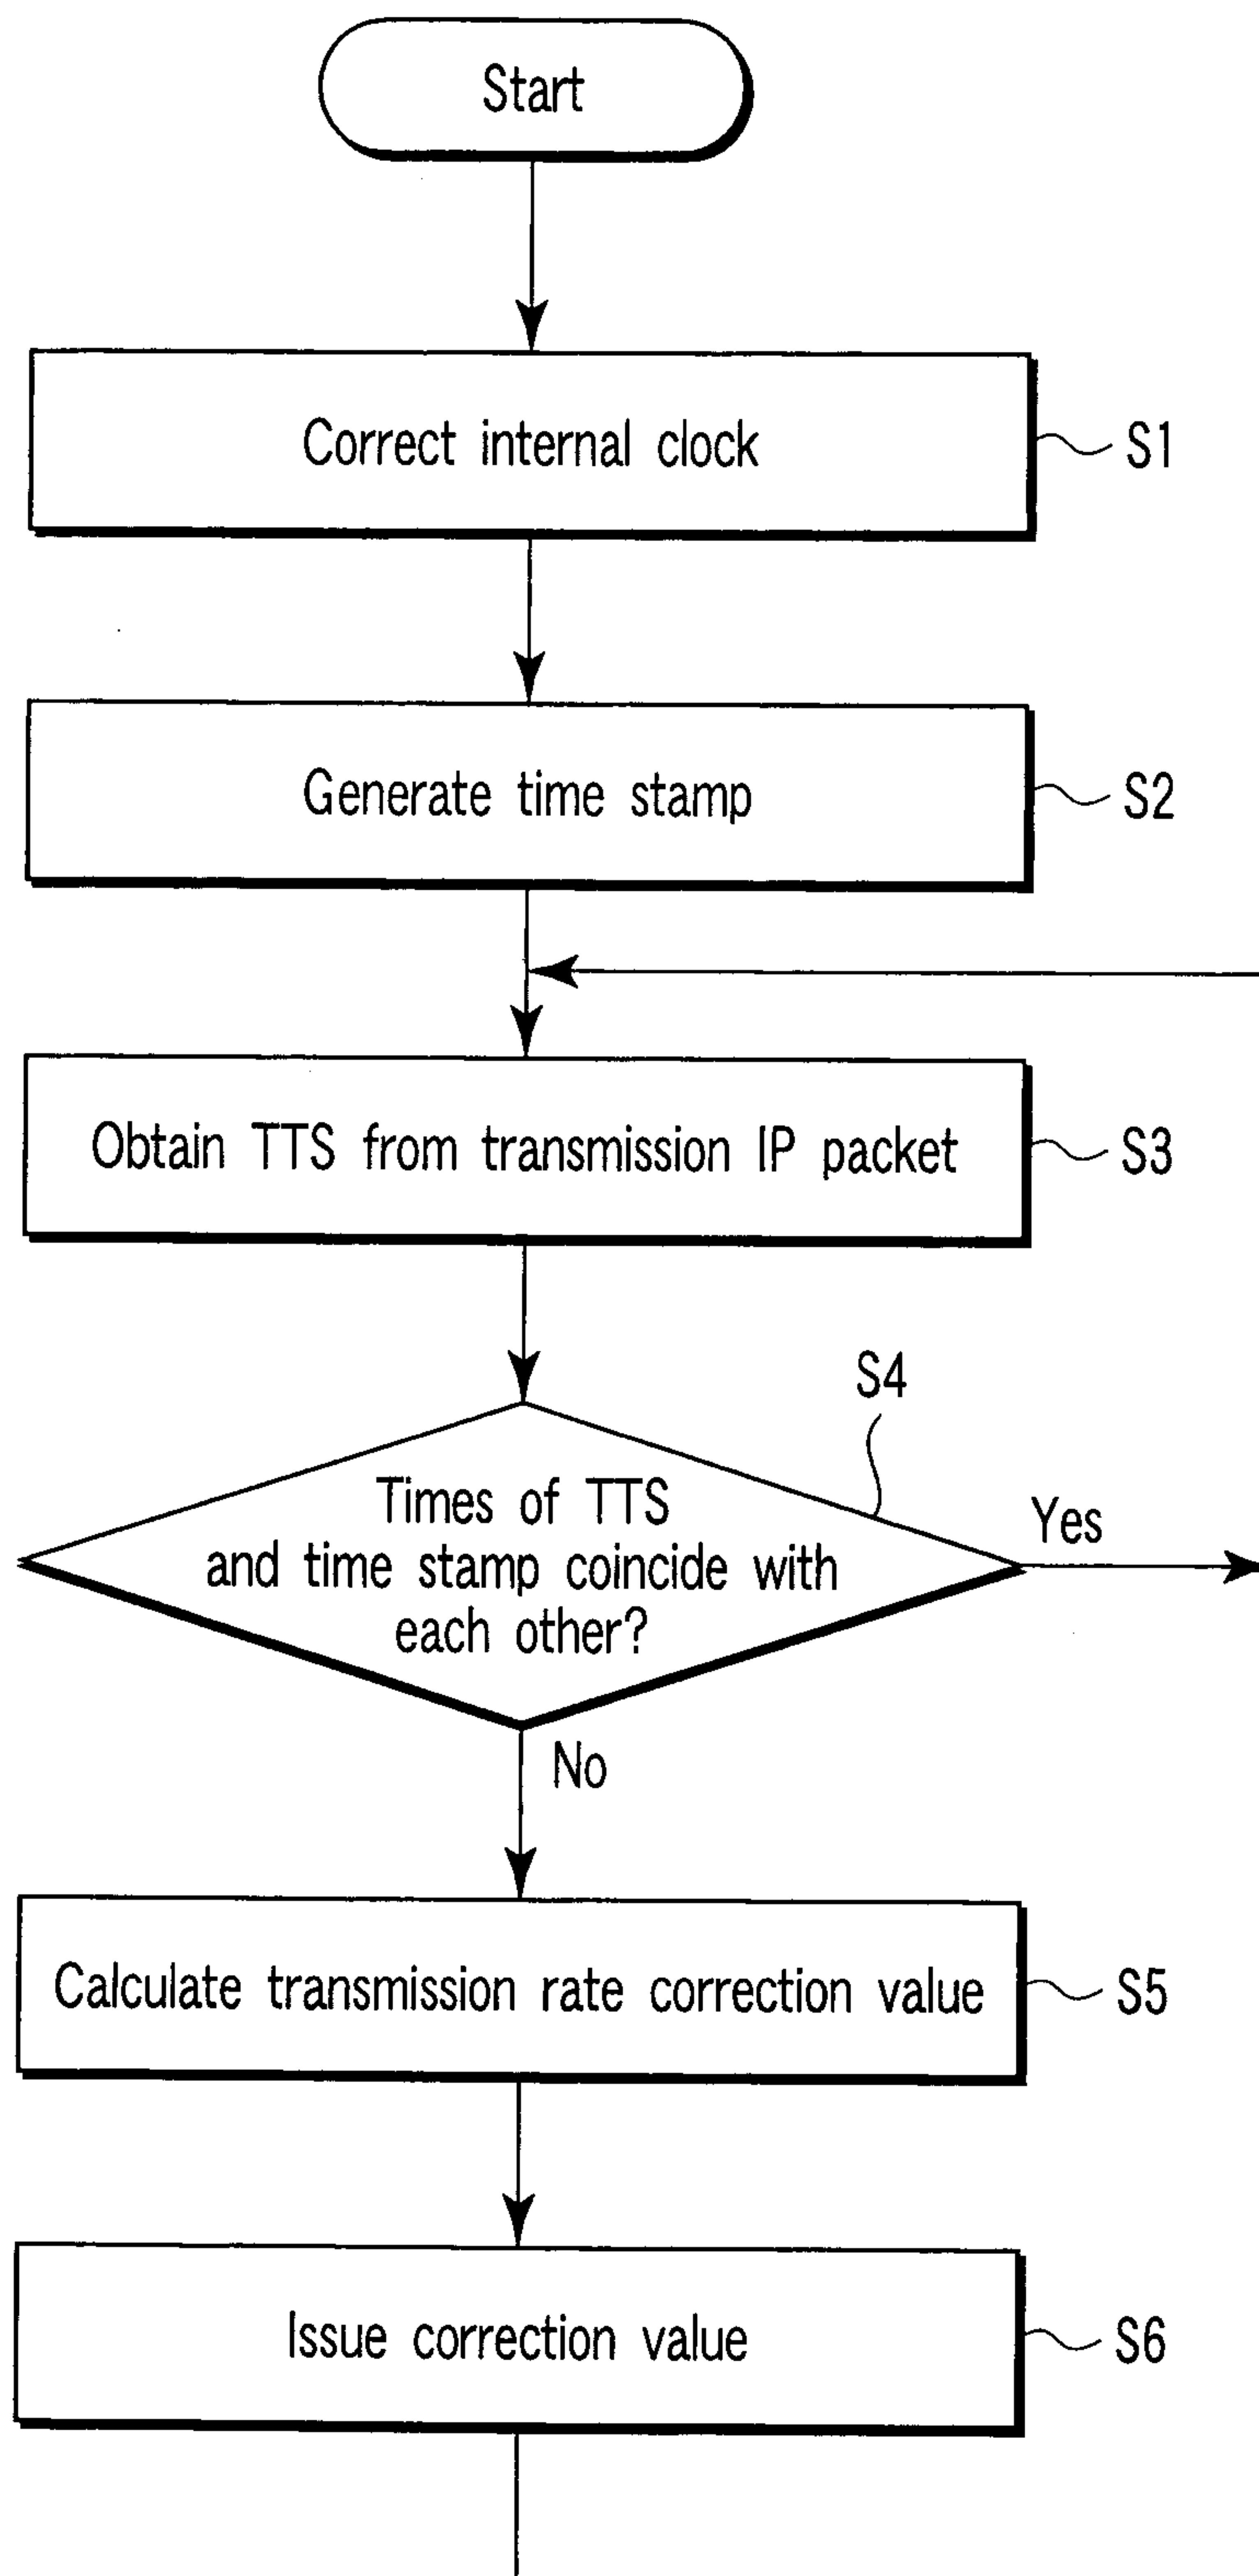 Start
Correct internal clock
S1
Generate time stamp
S2
Obtain TTS from transmission IP packet
S3
S4
Times of TTS
and time stamp coincide with
each other?
Yes
No
Calculate transmission rate correction value
S5
Issue correction value
S6